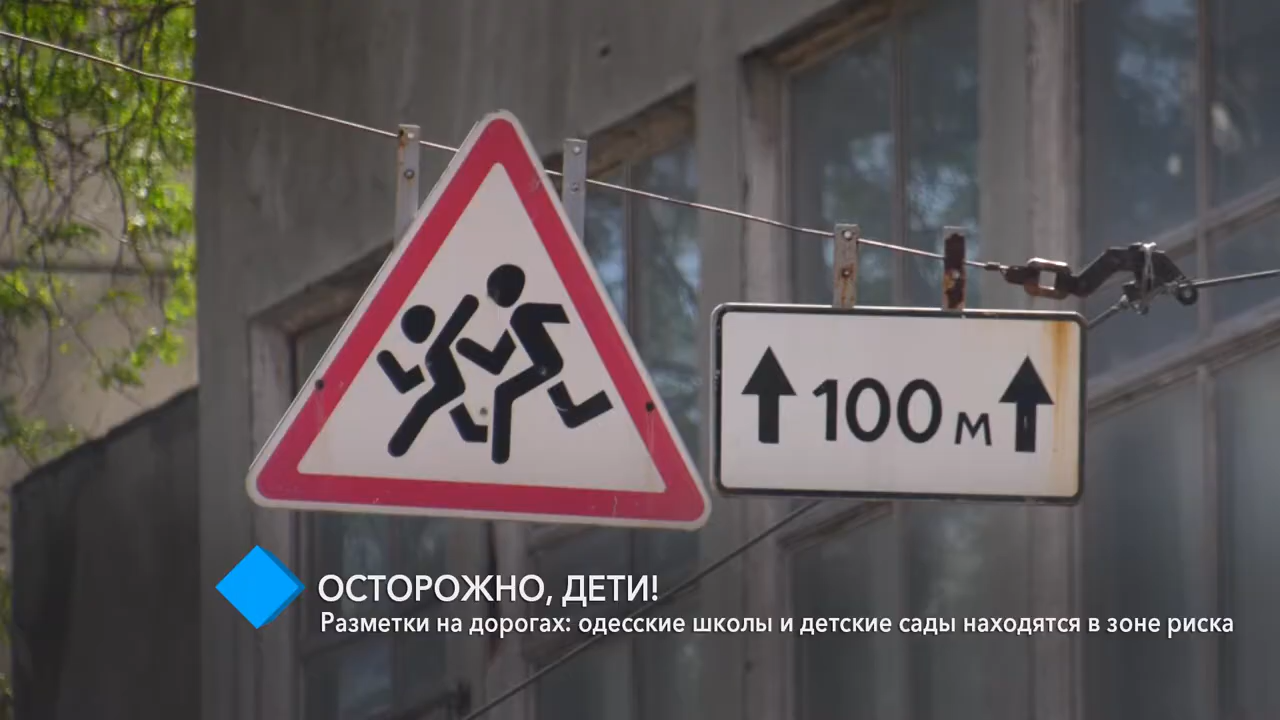 100 м
ОСТОРОЖНО, ДЕТИ!
Разметки на дорогах: одесские школы и детские сады находятся в зоне риска